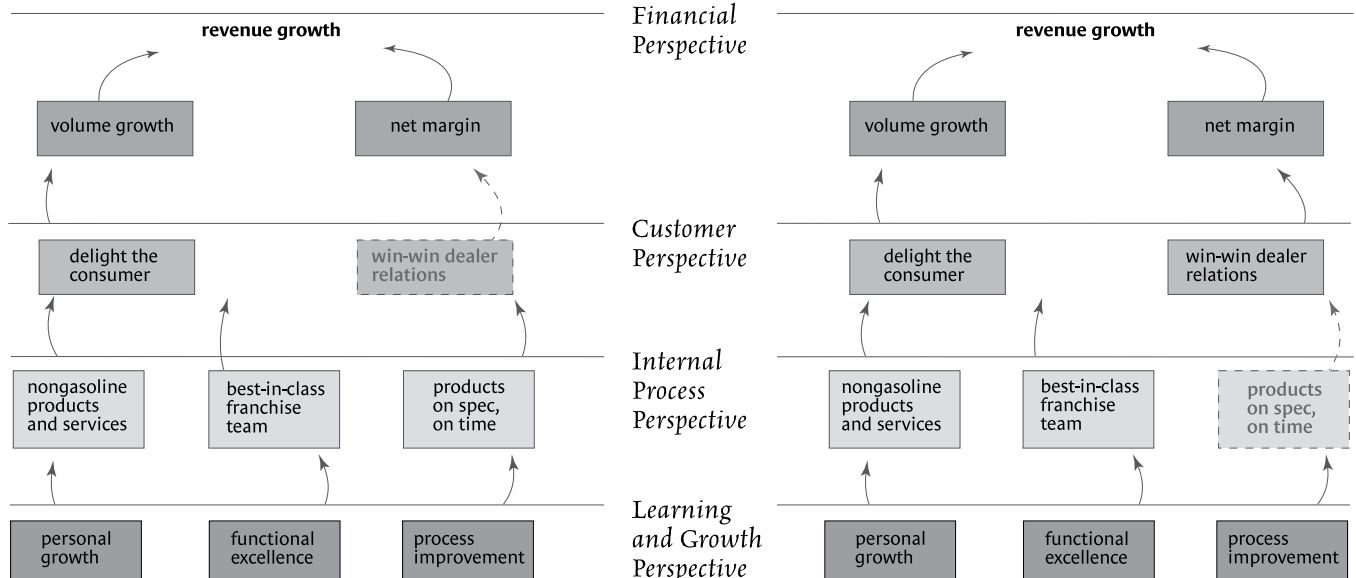 Financial
Perspective
revenue growth
revenue growth
volume growth
net margin
volume growth
net margin
Customer
Perspective
delight the
consumer
win-win dealer
relations
delight the
consumer
win-win dealer
relations
Internal
Process
Perspective
nongasoline
products
and services
best-in-class
franchise
team
products
on spec,
on time
nongasoline
products
and services
best-in-class
franchise
team
products
on spec,
on time
Learning
and Growth
Perspective
personal
growth
functional
excellence
process
improvement
personal
growth
functional
excellence
process
improvement